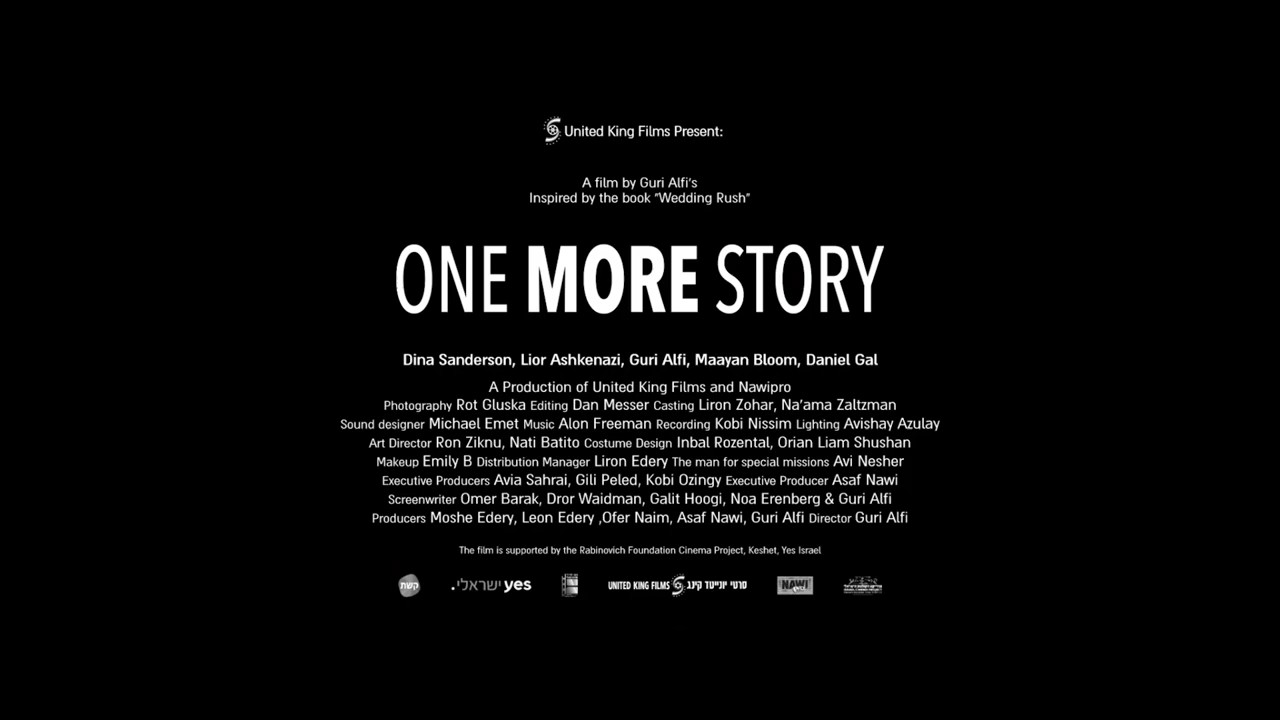 United King Films Present:
A film by Guri Alfi's
Inspired by the book "Wedding Rush"
ONE MORE STORY
Dina Sanderson, Lior Ashkenazi, Guri Alfi, Maayan Bloom, Daniel Gal
A Production of United King Films and Nawipro
Photography Rot Gluska Editing Dan Messer Casting Liron Zohar, Na'ama Zaltzman
Sound designer Michael Emet Music Alon Freeman Recording Kobi Nissim Lighting Avishay Azulay
Art Director Ron Ziknu, Nati Batito Costume Design Inbal Rozental, Orian Liam Shushan
Makeup Emily B Distribution Manager Liron Edery The man for special missions Avi Nesher
Executive Producers Avia Sahrai, Gili Peled, Kobi Ozingy Executive Producer Asaf Nawi
Screenwriter Omer Barak, Dror Waidman, Galit Hoogi, Noa Erenberg & Guri Alfi
Producers Moshe Edery, Leon Edery ,Ofer Naim, Asaf Nawi, Guri Alfi Director Guri Alfi
The film is supported by the Rabinovich Foundation Cinema Project, Keshet, Yes Israel
קשת yes ישראלי. UNITED KING FILMS סרטי יונייטד קינג NAWI